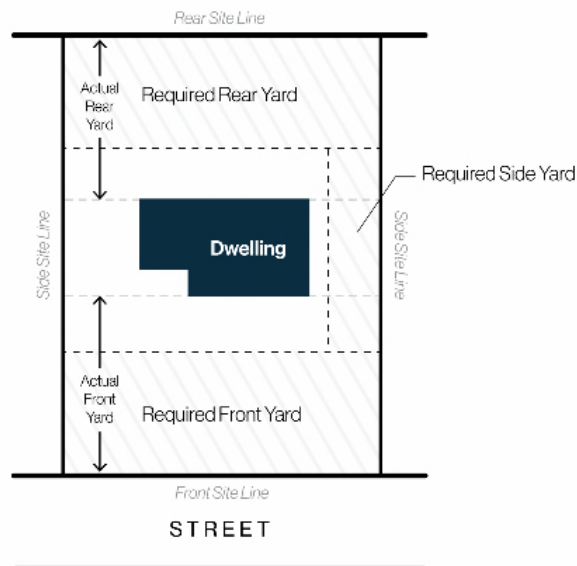 Rear Site Line
Actual
Rear
Yard
Required Rear Yard
Required Side Yard
Side Site Line
Dwelling
Side Site Line
Actual
Front
Yard
Required Front Yard
Front Site Line
STREET